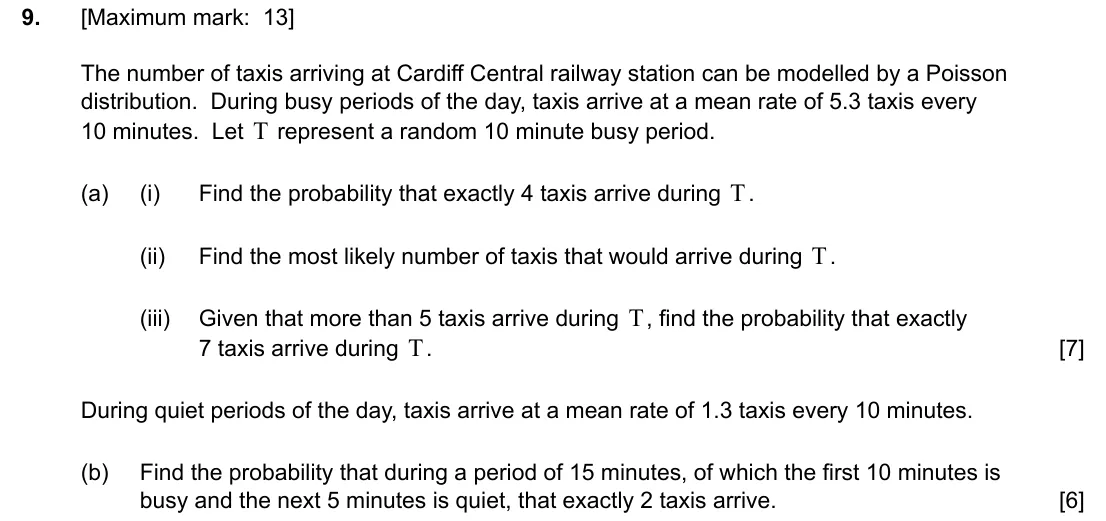 9. [Maximum mark: 13]
The number of taxis arriving at Cardiff Central railway station can be modelled by a Poisson
distribution. During busy periods of the day, taxis arrive at a mean rate of 5.3 taxis every
10 minutes. Let T represent a random 10 minute busy period.
(a) (i) Find the probability that exactly 4 taxis arrive during T.
(ii) Find the most likely number of taxis that would arrive during T.
(iii) Given that more than 5 taxis arrive during T, find the probability that exactly
7 taxis arrive during T. [7]
During quiet periods of the day, taxis arrive at a mean rate of 1.3 taxis every 10 minutes.
(b) Find the probability that during a period of 15 minutes, of which the first 10 minutes is
busy and the next 5 minutes is quiet, that exactly 2 taxis arrive. [6]